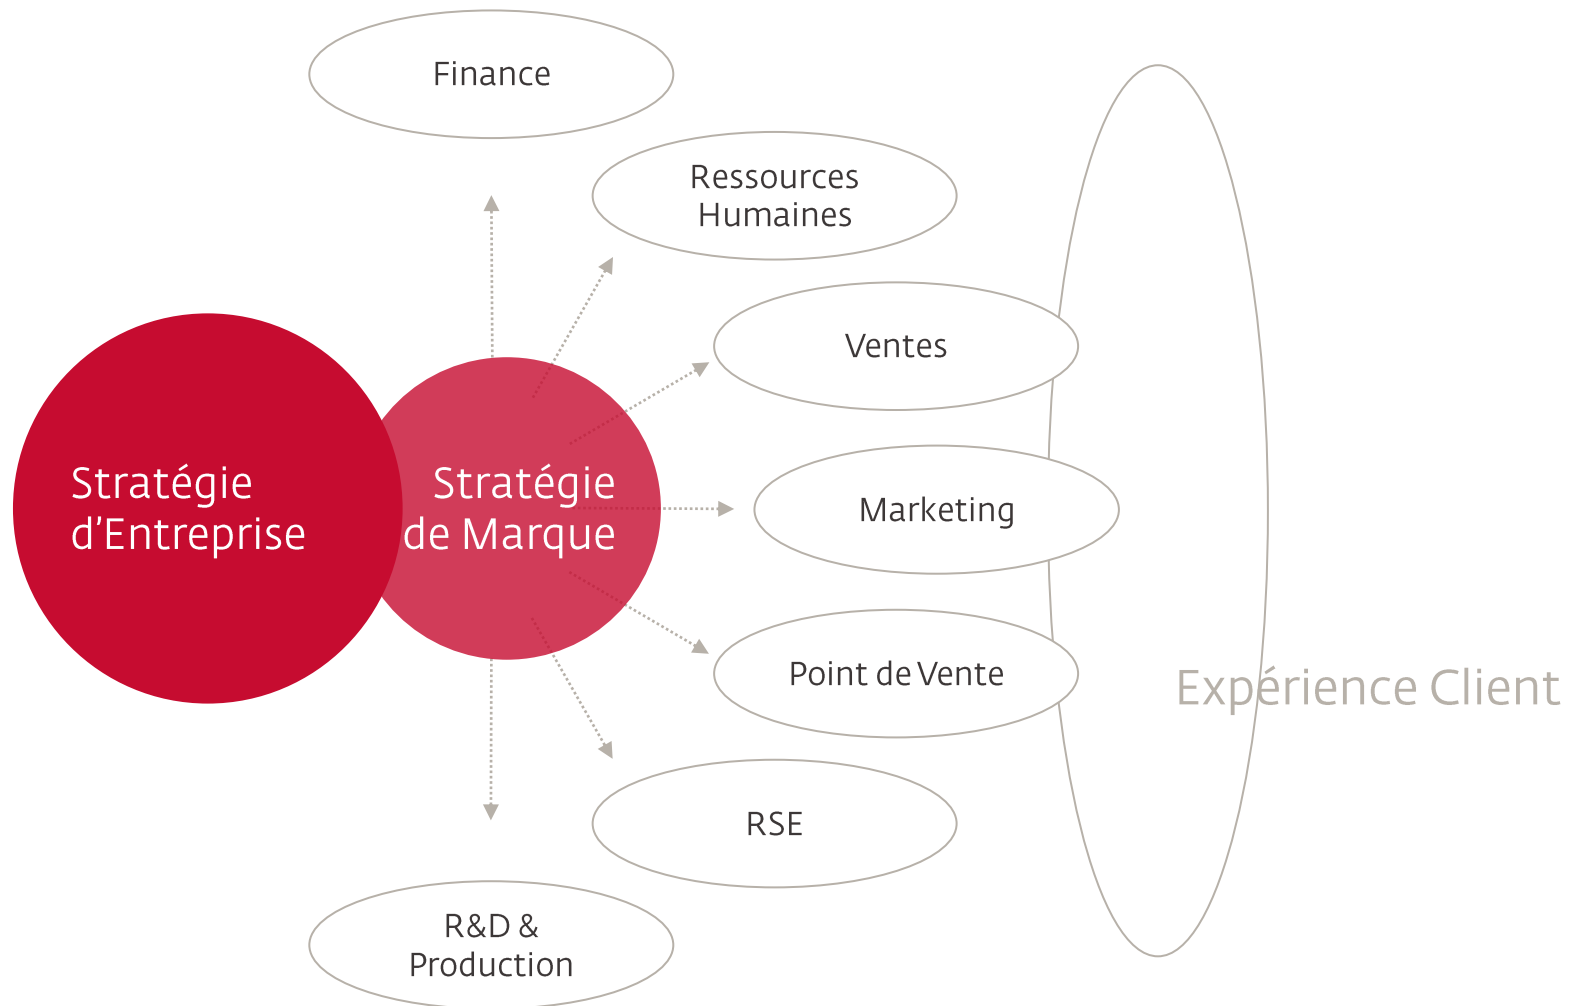 Finance
Ressources
Humaines
Ventes
Stratégie
d'Entreprise
Stratégie
de Marque
Marketing
Point de Vente
Expérience Client
RSE
R&D &
Production